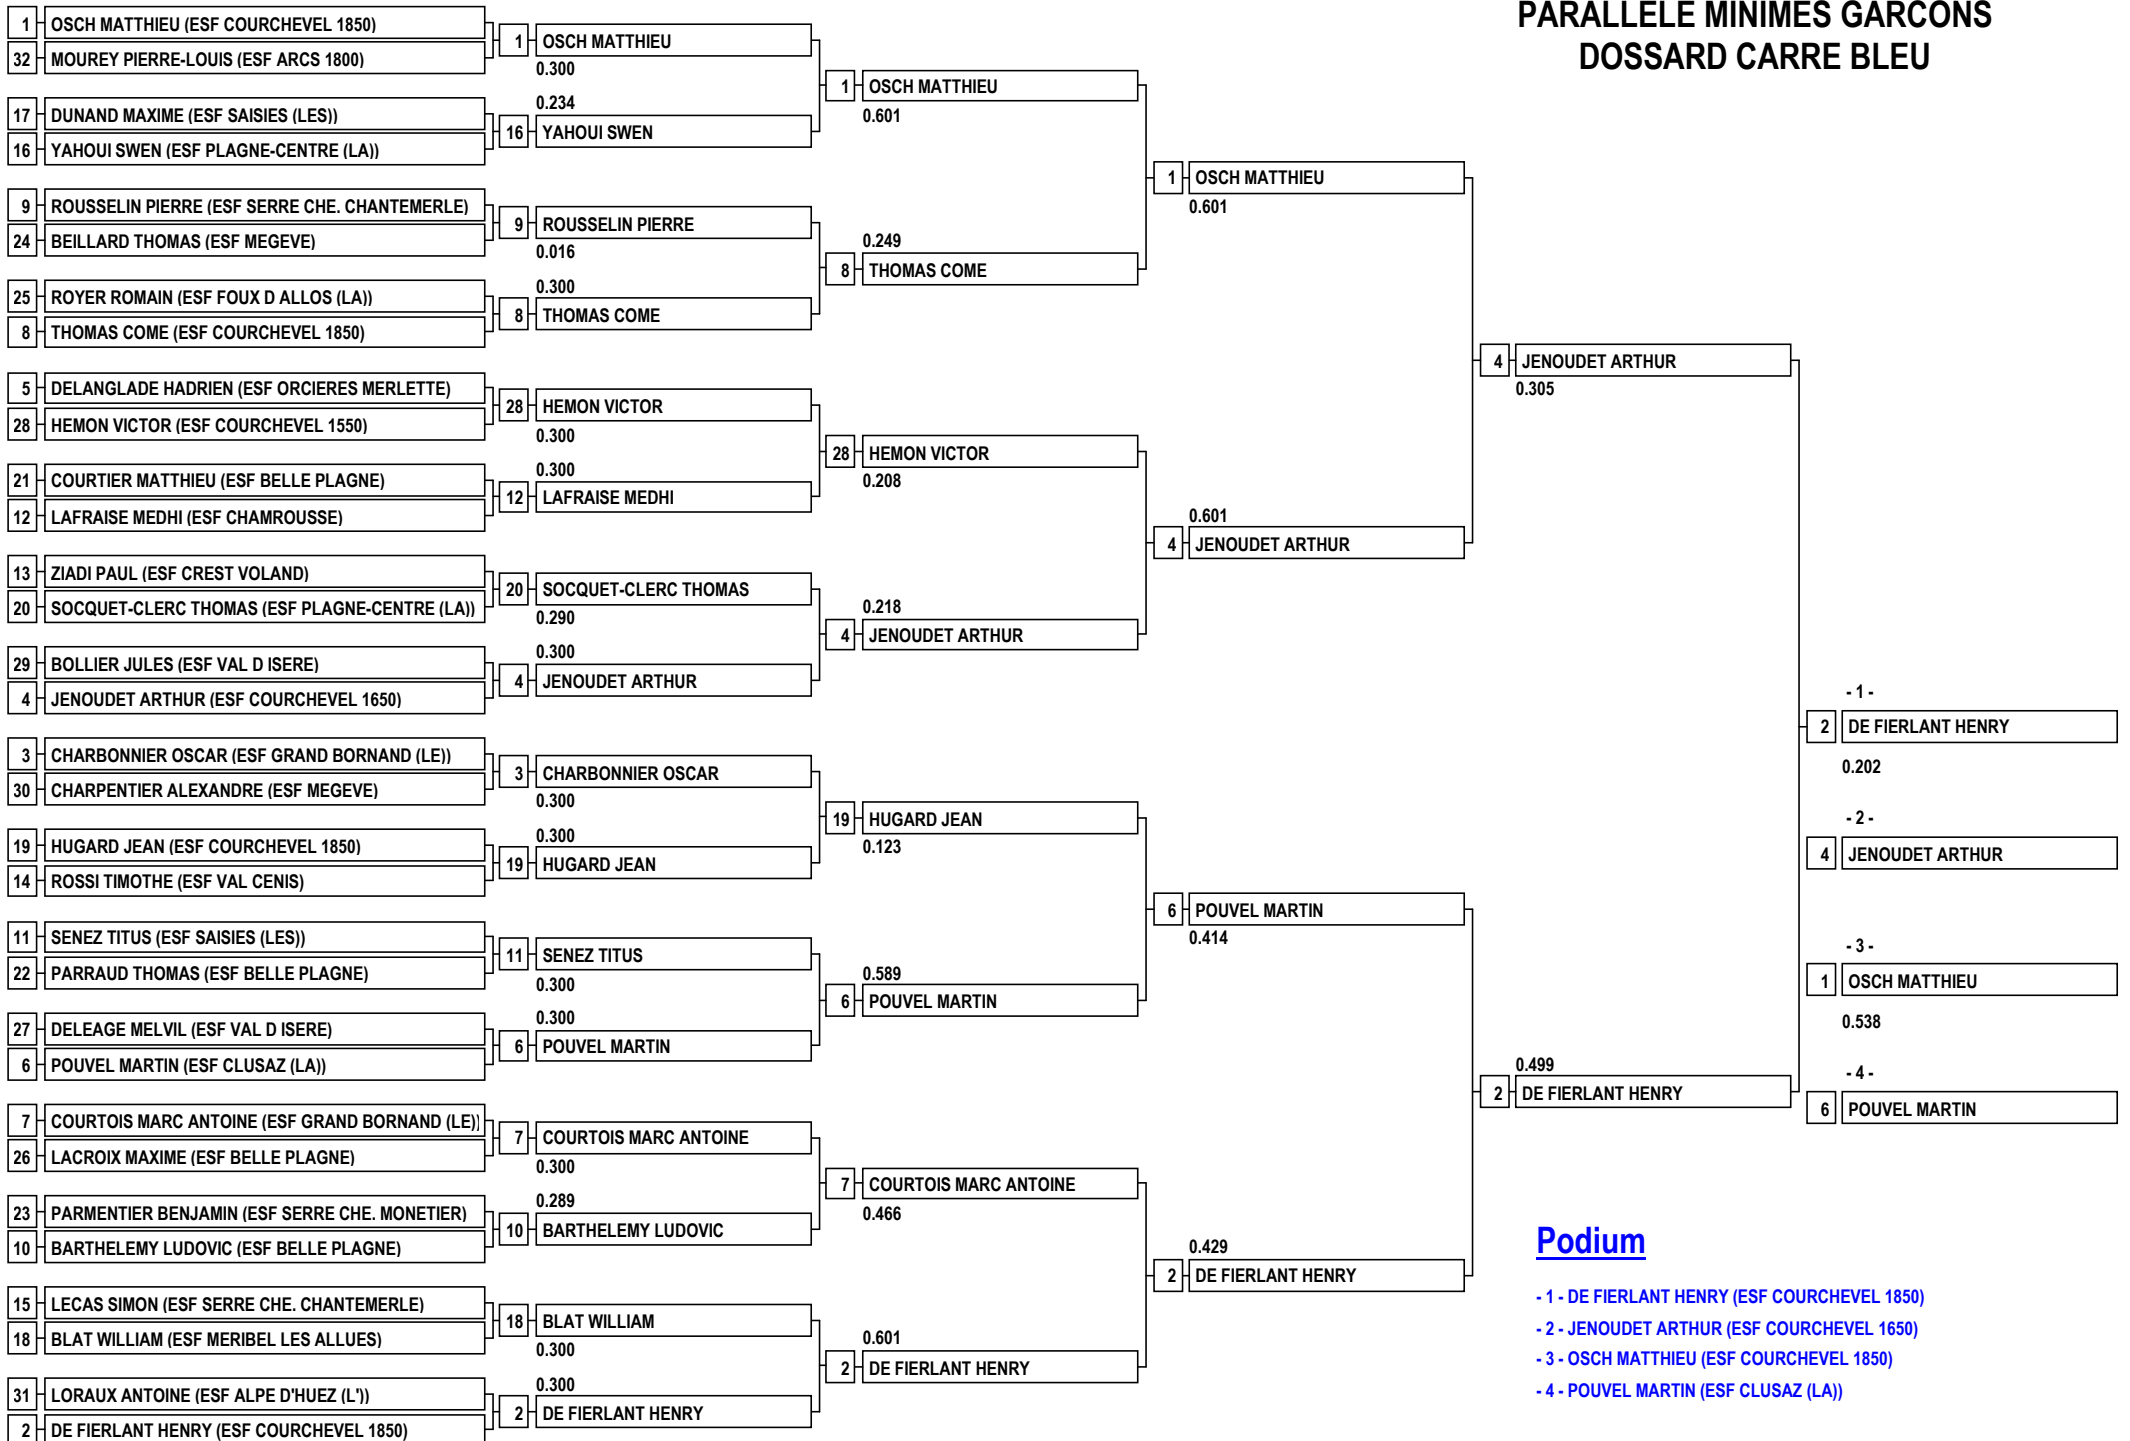 PARALLELE MINIMES GARCONS
DOSSARD CARRE BLEU
1 OSCH MATTHIEU (ESF COURCHEVEL 1850)
32 MOUREY PIERRE-LOUIS (ESF ARCS 1800)
17 DUNAND MAXIME (ESF SAISIES (LES))
16 YAHOUI SWEN (ESF PLAGNE-CENTRE (LA))
9 ROUSSELIN PIERRE (ESF SERRE CHE. CHANTEMERLE)
24 BEILLARD THOMAS (ESF MEGEVE)
25 ROYER ROMAIN (ESF FOUX D ALLOS (LA))
8 THOMAS COME (ESF COURCHEVEL 1850)
5 DELANGLADE HADRIEN (ESF ORCIERES MERLETTE)
28 HEMON VICTOR (ESF COURCHEVEL 1550)
21 COURTIER MATTHIEU (ESF BELLE PLAGNE)
12 LAFRAISE MEDHI (ESF CHAMROUSSE)
13 ZIADI PAUL (ESF CREST VOLAND)
20 SOCQUET-CLERC THOMAS (ESF PLAGNE-CENTRE (LA))
29 BOLLIER JULES (ESF VAL D ISERE)
4 JENOUDET ARTHUR (ESF COURCHEVEL 1650)
3 CHARBONNIER OSCAR (ESF GRAND BORNAND (LE))
30 CHARPENTIER ALEXANDRE (ESF MEGEVE)
19 HUGARD JEAN (ESF COURCHEVEL 1850)
14 ROSSI TIMOTHE (ESF VAL CENIS)
11 SENEZ TITUS (ESF SAISIES (LES))
22 PARRAUD THOMAS (ESF BELLE PLAGNE)
27 DELEAGE MELVIL (ESF VAL D ISERE)
6 POUVEL MARTIN (ESF CLUSAZ (LA))
7 COURTOIS MARC ANTOINE (ESF GRAND BORNAND (LE))
26 LACROIX MAXIME (ESF BELLE PLAGNE)
23 PARMENTIER BENJAMIN (ESF SERRE CHE. MONETIER)
10 BARTHELEMY LUDOVIC (ESF BELLE PLAGNE)
15 LECAS SIMON (ESF SERRE CHE. CHANTEMERLE)
18 BLAT WILLIAM (ESF MERIBEL LES ALLUES)
31 LORAUX ANTOINE (ESF ALPE D'HUEZ (L'))
2 DE FIERLANT HENRY (ESF COURCHEVEL 1850)
1 OSCH MATTHIEU
0.300
0.234
16 YAHOUI SWEN
9 ROUSSELIN PIERRE
0.016
0.300
8 THOMAS COME
28 HEMON VICTOR
0.300
0.300
12 LAFRAISE MEDHI
20 SOCQUET-CLERC THOMAS
0.290
0.300
4 JENOUDET ARTHUR
3 CHARBONNIER OSCAR
0.300
0.300
19 HUGARD JEAN
11 SENEZ TITUS
0.300
0.300
6 POUVEL MARTIN
7 COURTOIS MARC ANTOINE
0.300
0.289
10 BARTHELEMY LUDOVIC
18 BLAT WILLIAM
0.300
0.300
2 DE FIERLANT HENRY
1 OSCH MATTHIEU
0.601
0.249
8 THOMAS COME
28 HEMON VICTOR
0.208
0.218
4 JENOUDET ARTHUR
19 HUGARD JEAN
0.123
0.589
6 POUVEL MARTIN
7 COURTOIS MARC ANTOINE
0.466
0.601
2 DE FIERLANT HENRY
1 OSCH MATTHIEU
0.601
0.601
4 JENOUDET ARTHUR
6 POUVEL MARTIN
0.414
0.429
2 DE FIERLANT HENRY
4 JENOUDET ARTHUR
0.305
0.499
2 DE FIERLANT HENRY
- 1 -
2 DE FIERLANT HENRY
0.202
- 2 -
4 JENOUDET ARTHUR
- 3 -
1 OSCH MATTHIEU
0.538
- 4 -
6 POUVEL MARTIN
Podium
- 1 - DE FIERLANT HENRY (ESF COURCHEVEL 1850)
- 2 - JENOUDET ARTHUR (ESF COURCHEVEL 1650)
- 3 - OSCH MATTHIEU (ESF COURCHEVEL 1850)
- 4 - POUVEL MARTIN (ESF CLUSAZ (LA))